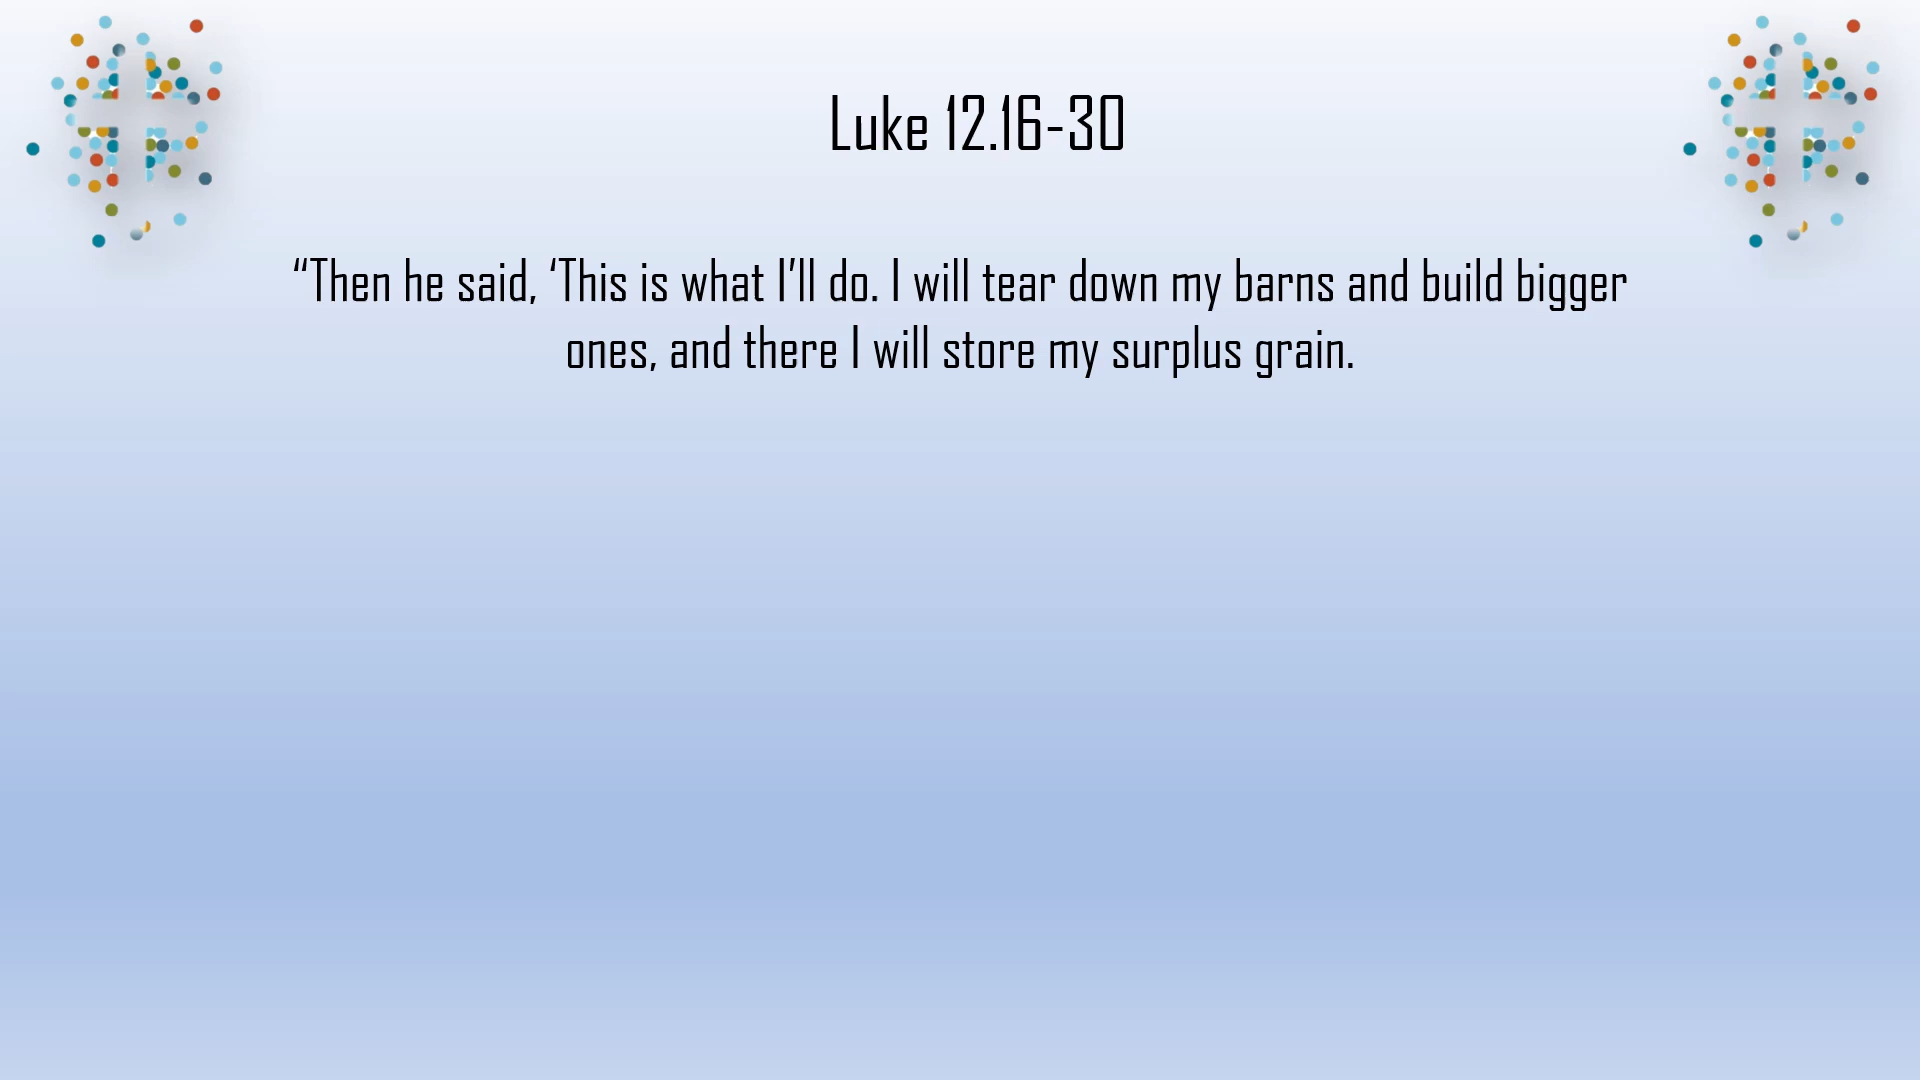 Luke 12.16-30
“Then he said, ‘This is what I’ll do. I will tear down my barns and build bigger
ones, and there I will store my surplus grain.